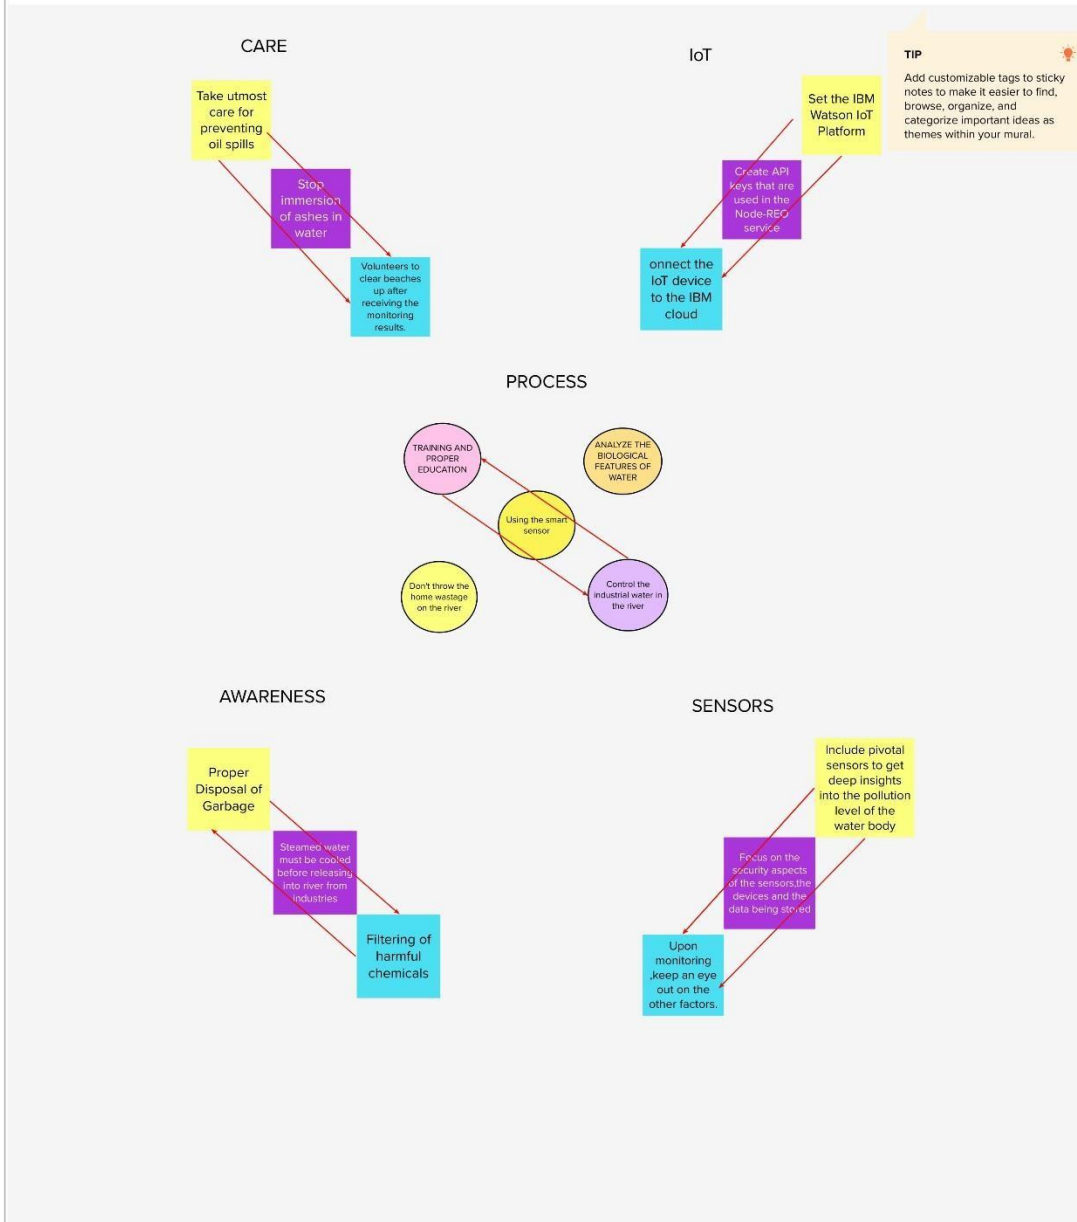 CARE
Take utmost
care for
preventing
oil spills
Stop
immersion
of ashes in
water
Volunteers to
clear beaches
up after
receiving the
monitoring
results.
IoT
Set the IBM
Watson IoT
Platform
Create API
keys that are
used in the
Node-REO
service
onnect the
IoT device
to the IBM
cloud
TIP
Add customizable tags to sticky
notes to make it easier to find,
browse, organize, and
categorize important ideas as
themes within your mural.
PROCESS
TRAINING AND
PROPER
EDUCATION
ANALYZE THE
BIOLOGICAL
FEATURES OF
WATER
Using the smart
sensor
Don't throw the
home wastage
on the river
Control the
industrial water in
the river
AWARENESS
Proper
Disposal of
Garbage
Steamed water
must be cooled
before releasing
into river from
industries
Filtering of
harmful
chemicals
SENSORS
Include pivotal
sensors to get
deep insights
into the pollution
level of the
water body
Focus on the
security aspects
of the sensors,the
devices and the
data being stored
Upon
monitoring
,keep an eye
out on the
other factors.